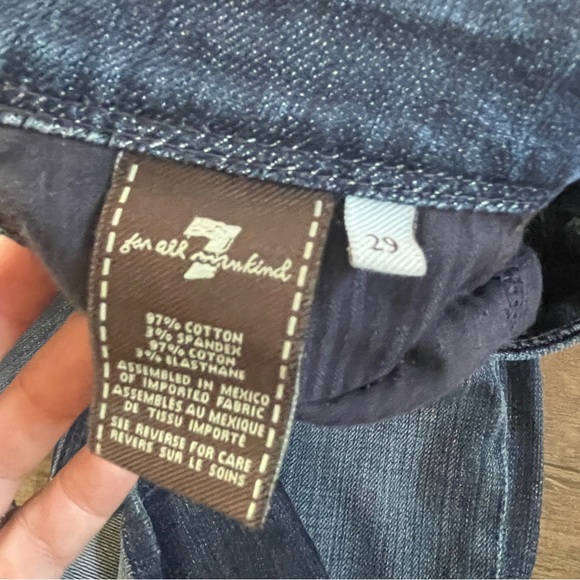 7
for all mankind
97% COTTON
3% SPANDEX
97% COTON
3% ELASTHANE
ASSEMBLED IN MEXICO
OF IMPORTED FABRIC
ASSEMBLÉS AU MEXIQUE
DE TISSU IMPORTÉ
SEE REVERSE FOR CARE
REVERS SUR LE SOINS
29